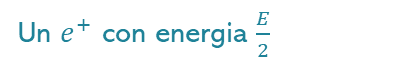 Un e⁺ con energia E/2